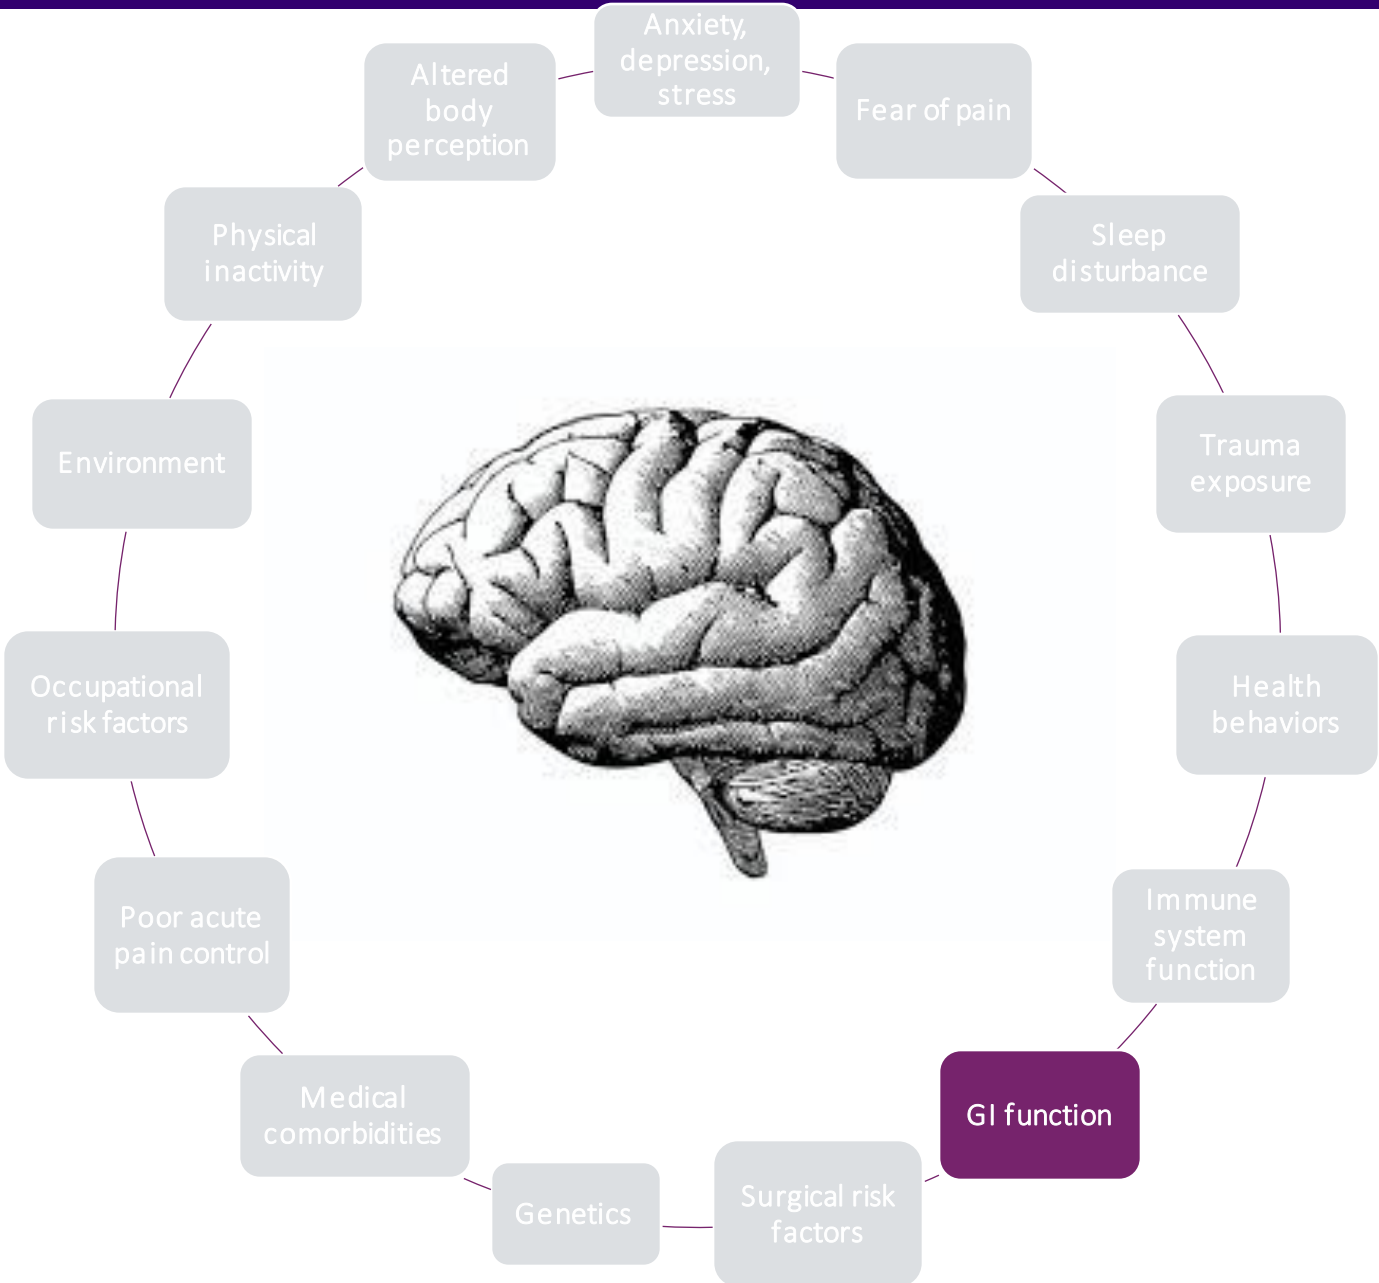 Anxiety,
depression,
stress
Fear of pain
Sleep
disturbance
Trauma
exposure
Health
behaviors
Immune
system
function
GI function
Surgical risk
factors
Genetics
Medical
comorbidities
Poor acute
pain control
Occupational
risk factors
Environment
Physical
inactivity
Altered
body
perception